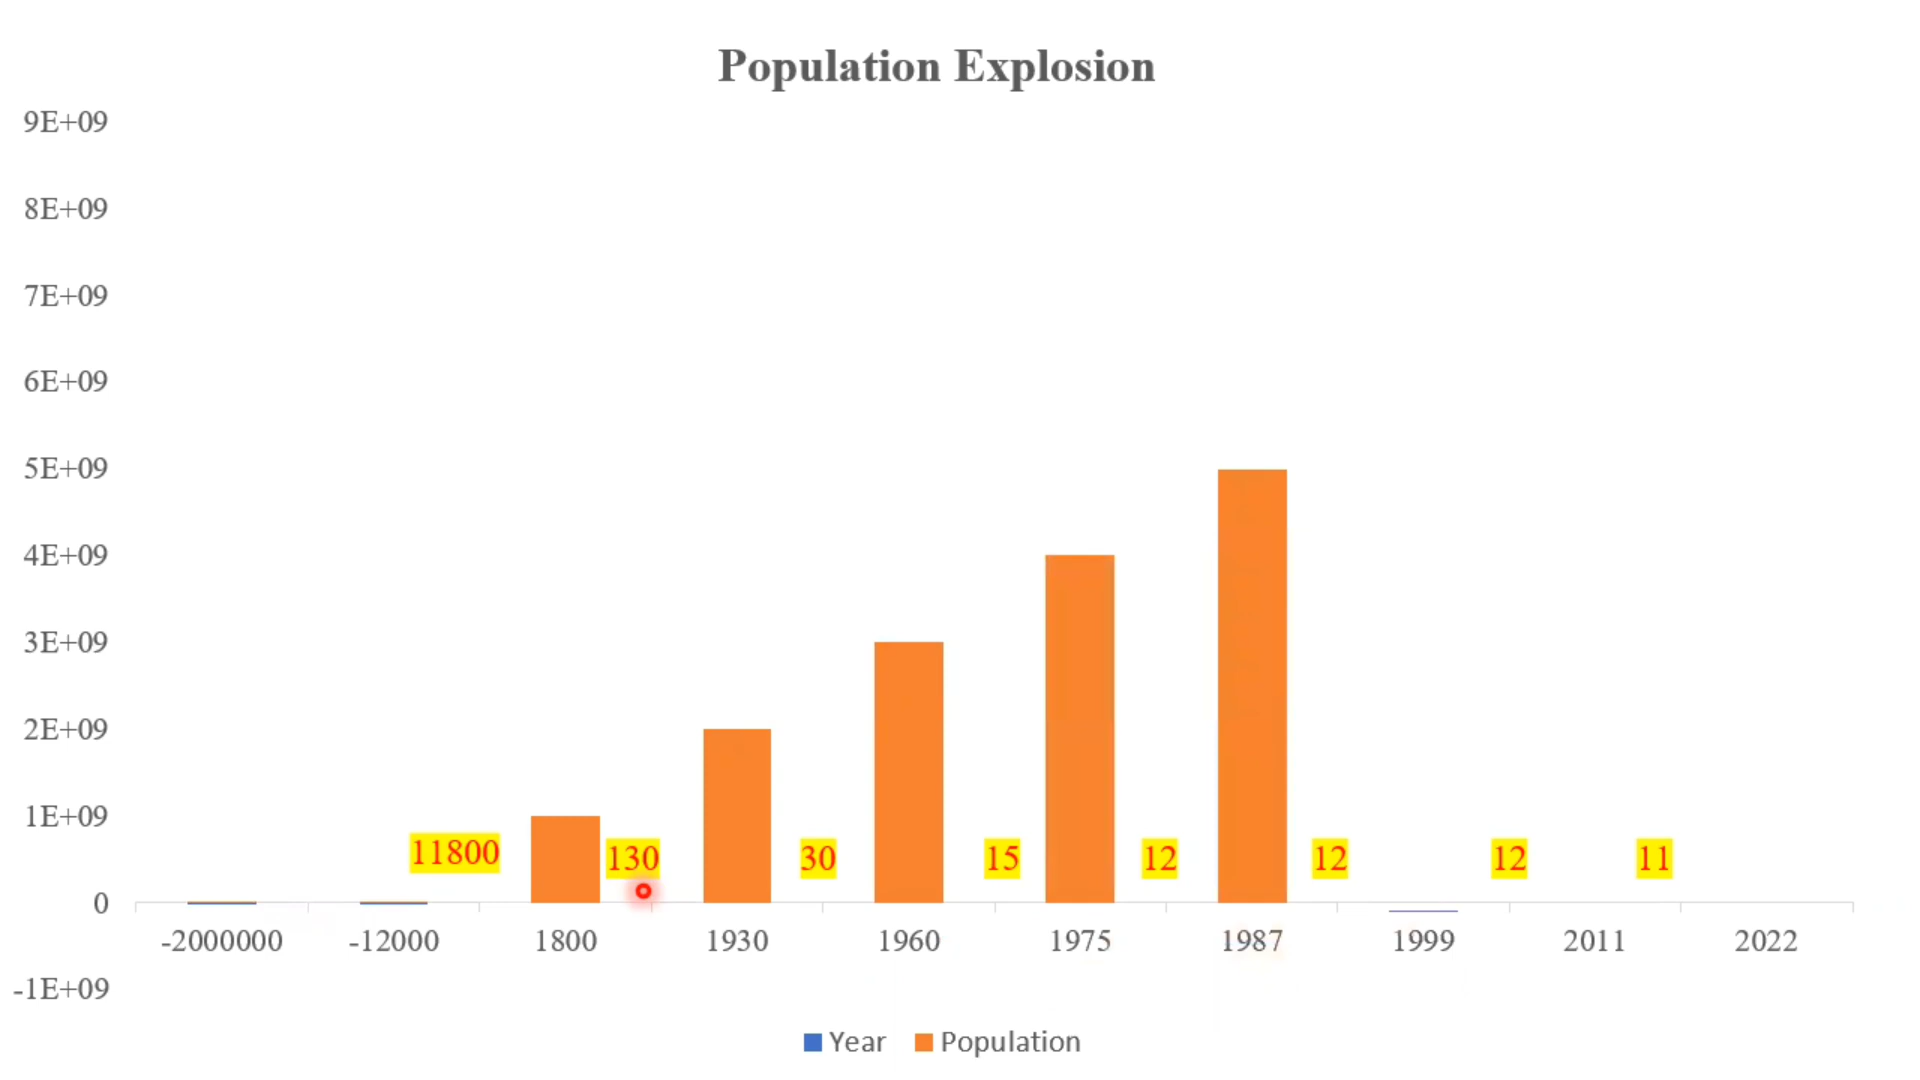 Population Explosion
9E+09
8E+09
7E+09
6E+09
5E+09
4E+09
3E+09
2E+09
1E+09
0
-1E+09
11800 130 30 15 12 12 12 11
-2000000 -12000 1800 1930 1960 1975 1987 1999 2011 2022
Year Population